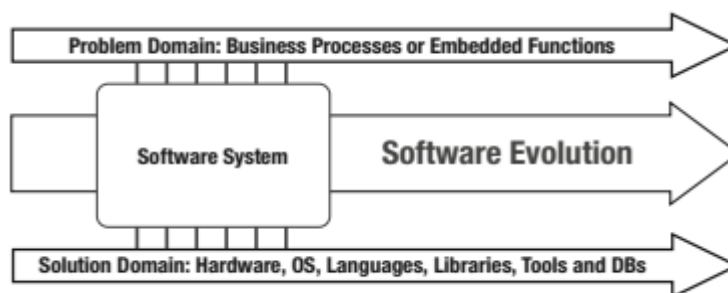 Problem Domain: Business Processes or Embedded Functions
Software System
Software Evolution
Solution Domain: Hardware, OS, Languages, Libraries, Tools and DBs